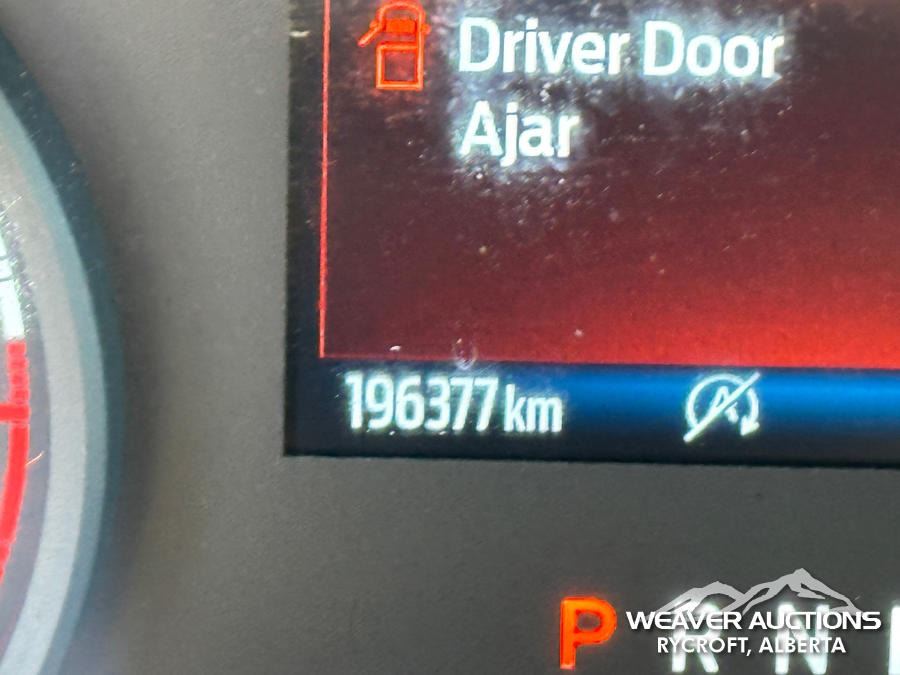 Driver Door
Ajar
196377 km
A
P R N
WEAVER AUCTIONS
RYCROFT, ALBERTA